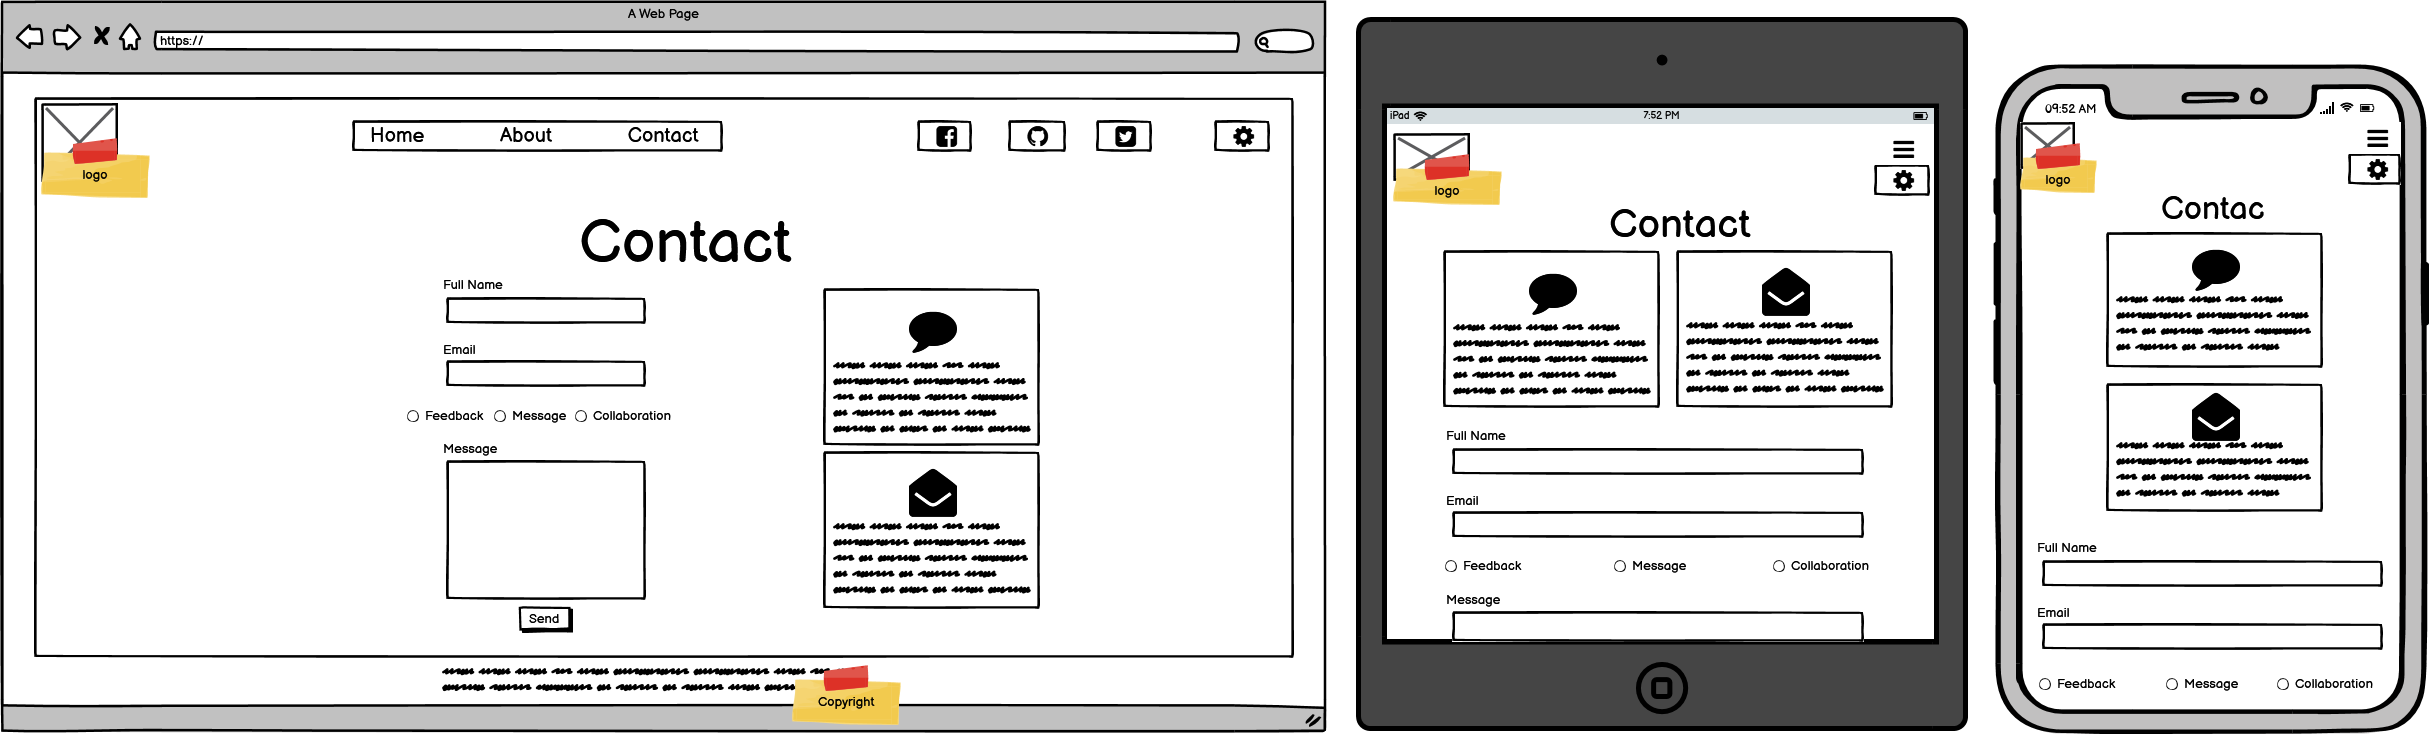 A Web Page
https://
Home About Contact
logo
Contact
Full Name
Email
Feedback Message Collaboration
Message
Send
Copyright
iPad 7:52 PM
logo
Contact
Full Name
Email
Feedback Message Collaboration
Message
09:52 AM
logo
Contac
Full Name
Email
Feedback Message Collaboration